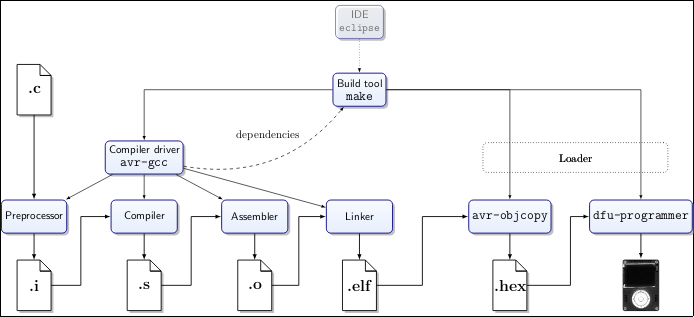 IDE
eclipse
Build tool
make
.c
dependencies
Compiler driver
avr-gcc
Loader
Preprocessor
Compiler
Assembler
Linker
avr-objcopy
dfu-programmer
.i
.s
.o
.elf
.hex